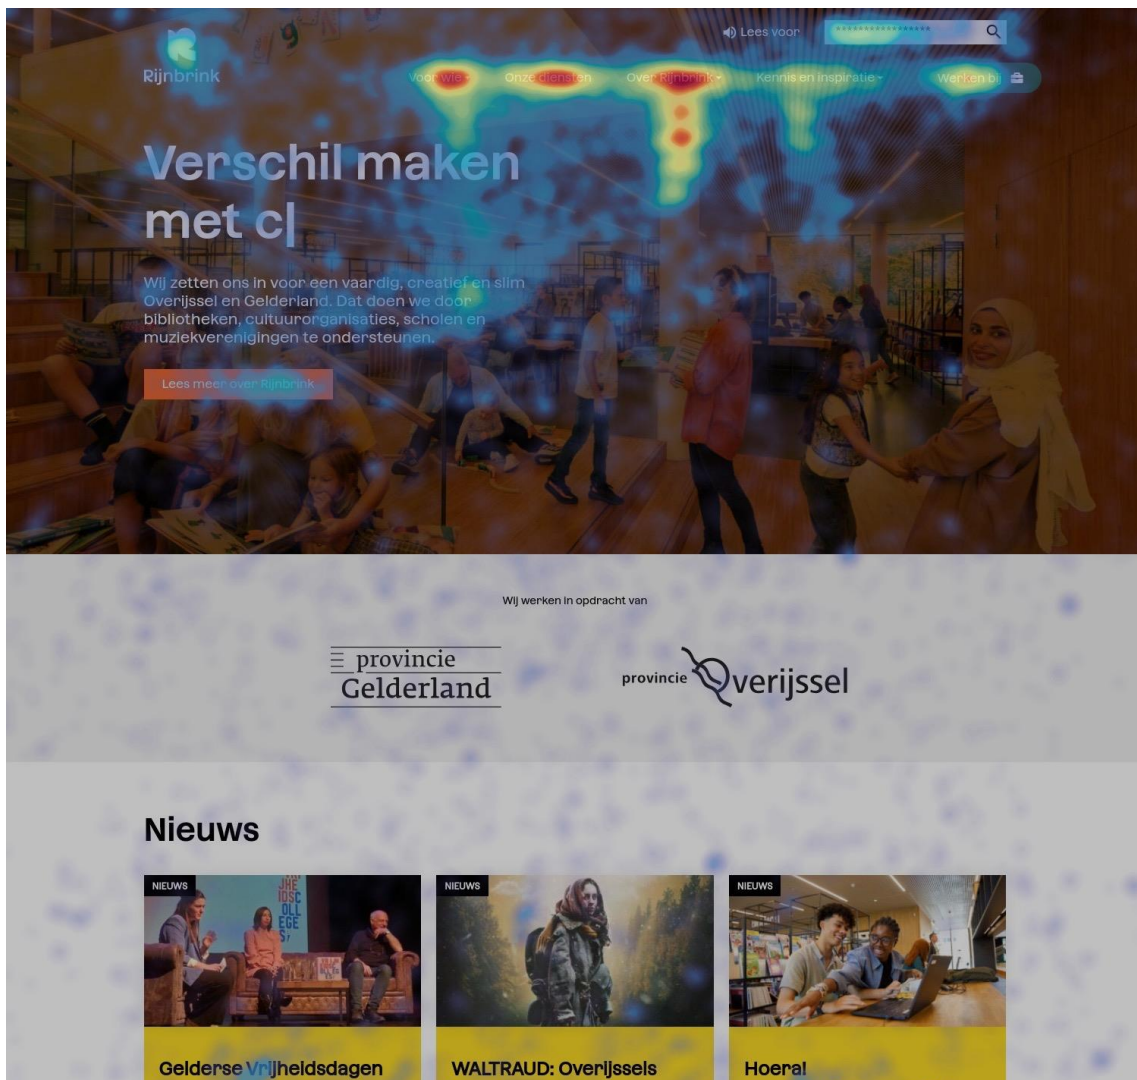 Lees voor
******************
Rijnbrink
Voor wie
Onze diensten
Over Rijnbrink
Kennis en inspiratie
Werken bij
Verschil maken
met c|
Wij zetten ons in voor een vaardig, creatief en slim
Overijssel en Gelderland. Dat doen we door
bibliotheken, cultuurorganisaties, scholen en
muziekverenigingen te ondersteunen.
Lees meer over Rijnbrink
Wij werken in opdracht van
provincie
Gelderland
provincie Overijssel
Nieuws
NIEUWS
NIEUWS
NIEUWS
Gelderse Vrijheidsdagen
WALTRAUD: Overijssels
Hoera!